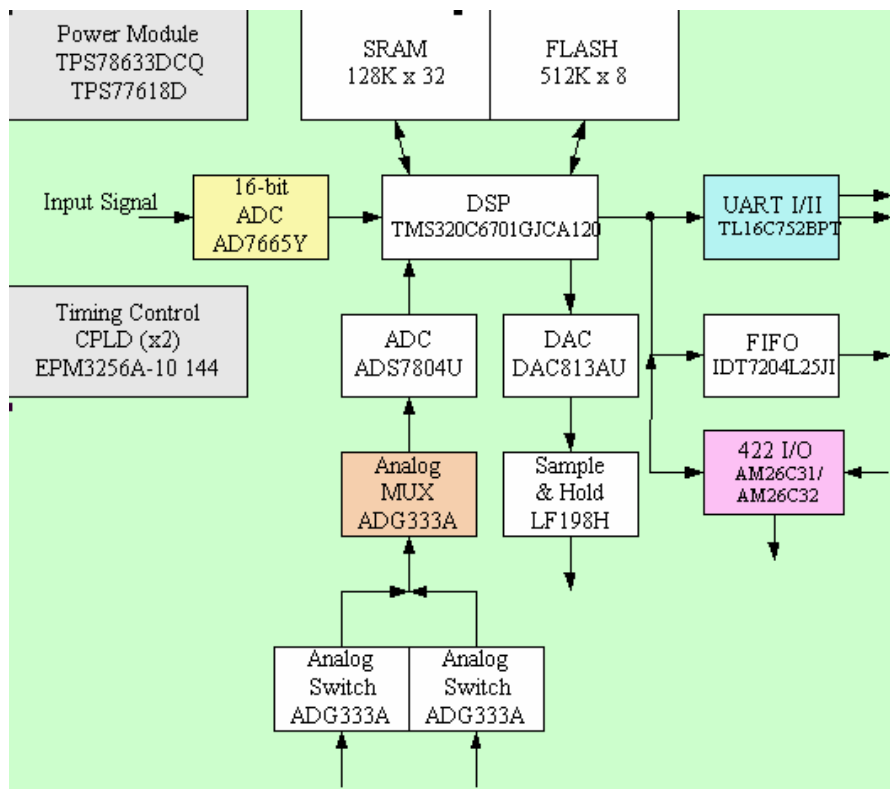 Power Module
TPS78633DCQ
TPS77618D
SRAM
128K x 32
FLASH
512K x 8
Input Signal
16-bit
ADC
AD7665Y
DSP
TMS320C6701GJCA120
UART I/II
TL16C752BPT
Timing Control
CPLD (x2)
EPM3256A-10 144
ADC
ADS7804U
DAC
DAC813AU
FIFO
IDT7204L25JI
Analog
MUX
ADG333A
Sample
& Hold
LF198H
422 I/O
AM26C31/
AM26C32
Analog
Switch
ADG333A
Analog
Switch
ADG333A